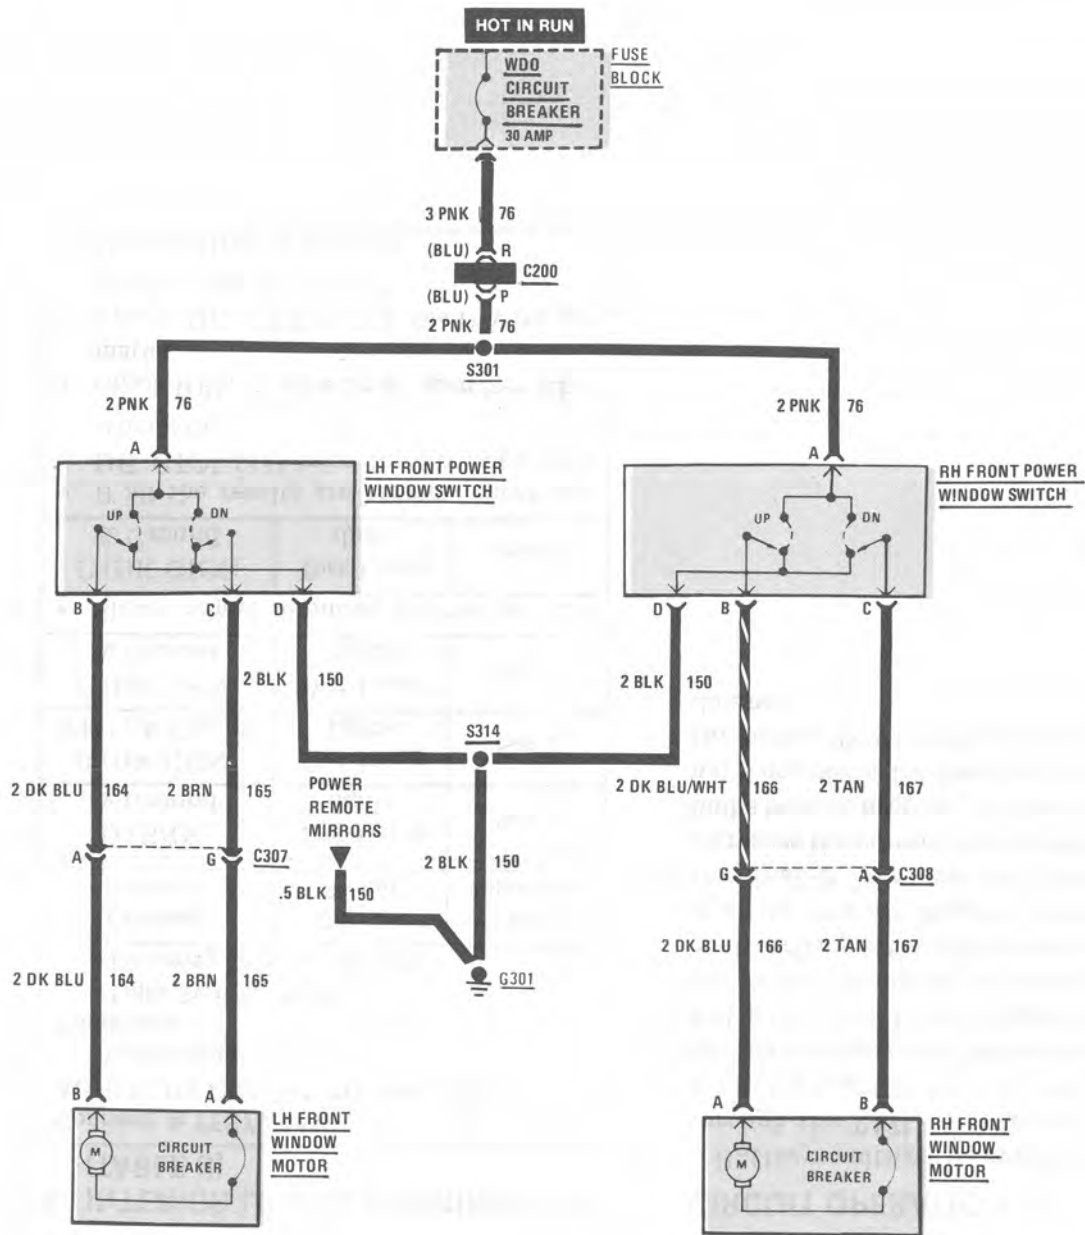 HOT IN RUN
FUSE
BLOCK
WDO
CIRCUIT
BREAKER
30 AMP
3 PNK 76
(BLU) R
C200
(BLU) P
2 PNK 76
S301
2 PNK 76
2 PNK 76
A
A
LH FRONT POWER
WINDOW SWITCH
RH FRONT POWER
WINDOW SWITCH
UP DN
UP DN
B C D
D B C
2 BLK 150
2 BLK 150
S314
2 DK BLU 164
2 BRN 165
POWER
REMOTE
MIRRORS
2 DK BLU/WHT 166
2 TAN 167
A G C307
2 BLK 150
G A C308
.5 BLK 150
2 DK BLU 166
2 TAN 167
2 DK BLU 164
2 BRN 165
G301
B A
A B
LH FRONT
WINDOW
MOTOR
M
CIRCUIT
BREAKER
RH FRONT
WINDOW
MOTOR
M
CIRCUIT
BREAKER